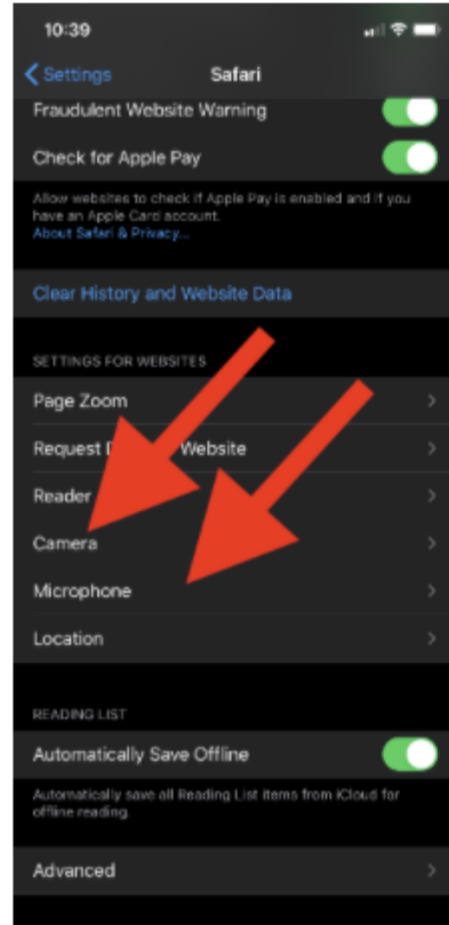 10:39
Settings
Safari
Fraudulent Website Warning
Check for Apple Pay
Allow websites to check if Apple Pay is enabled and if you
have an Apple Card account.
About Safari & Privacy...
Clear History and Website Data
SETTINGS FOR WEBSITES
Page Zoom
Request Website
Reader
Camera
Microphone
Location
READING LIST
Automatically Save Offline
Automatically save all Reading List items from iCloud for
offline reading.
Advanced